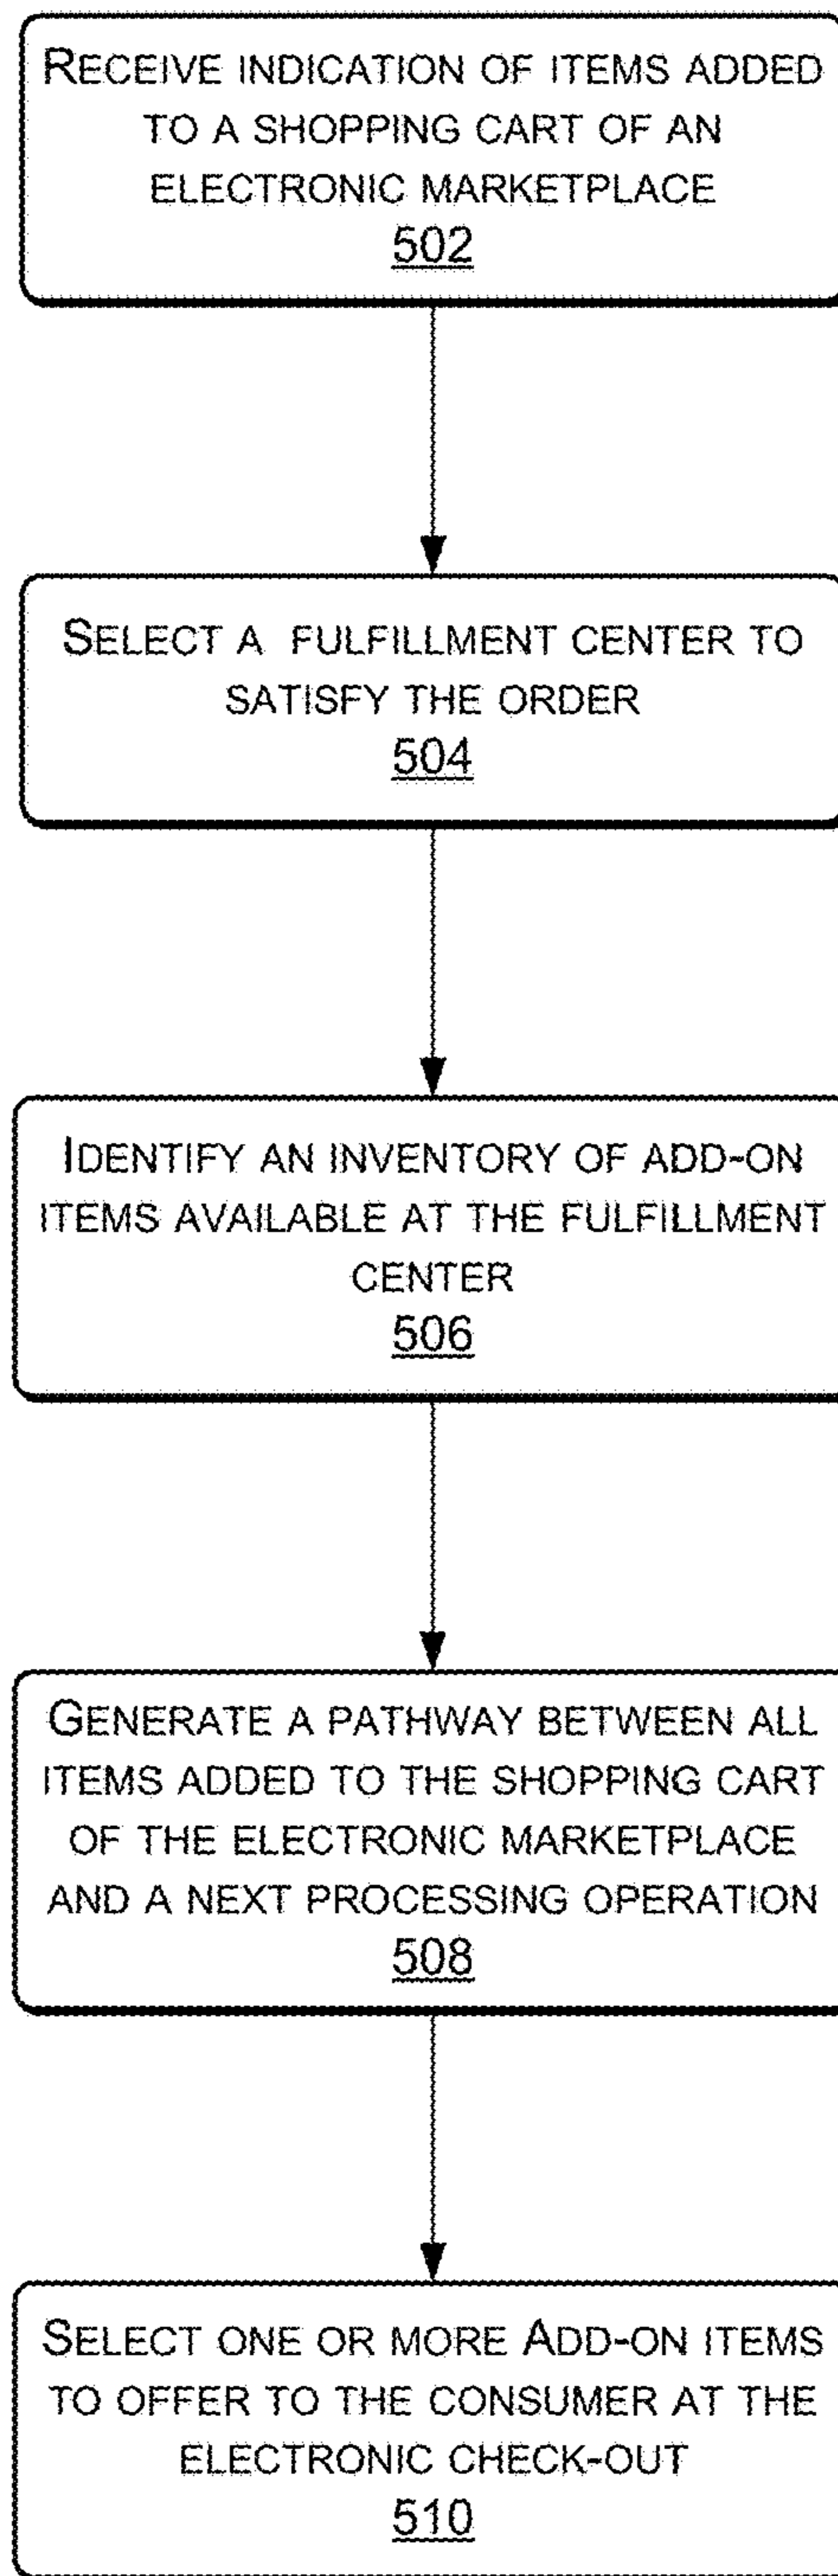 RECEIVE INDICATION OF ITEMS ADDED
TO A SHOPPING CART OF AN
ELECTRONIC MARKETPLACE
502
SELECT A FULFILLMENT CENTER TO
SATISFY THE ORDER
504
IDENTIFY AN INVENTORY OF ADD-ON
ITEMS AVAILABLE AT THE FULFILLMENT
CENTER
506
GENERATE A PATHWAY BETWEEN ALL
ITEMS ADDED TO THE SHOPPING CART
OF THE ELECTRONIC MARKETPLACE
AND A NEXT PROCESSING OPERATION
508
SELECT ONE OR MORE ADD-ON ITEMS
TO OFFER TO THE CONSUMER AT THE
ELECTRONIC CHECK-OUT
510